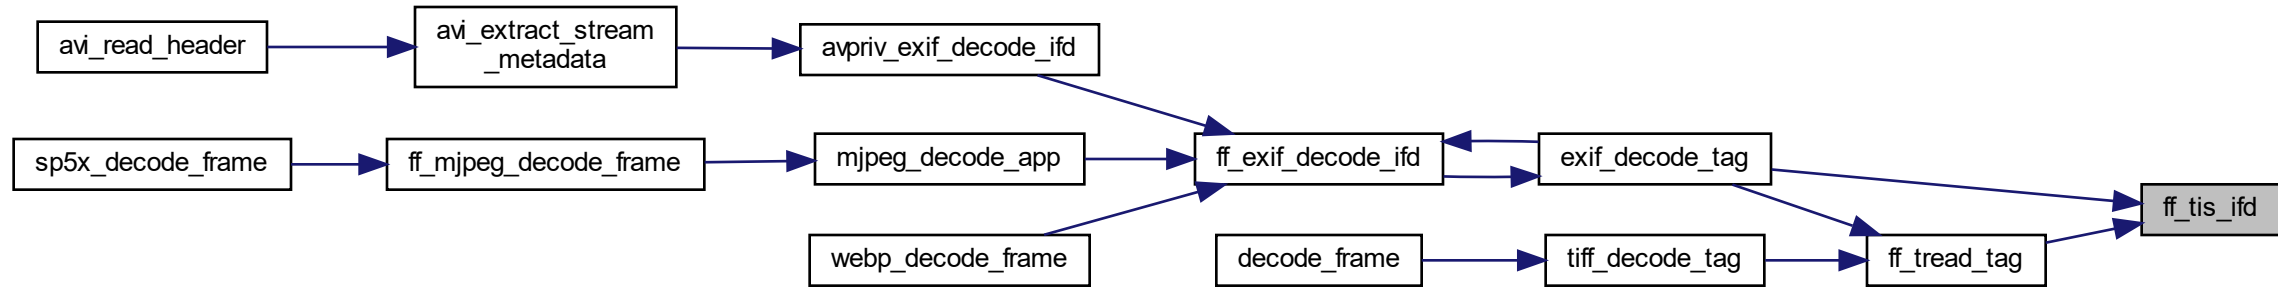 avi_read_header
avi_extract_stream
_metadata
avpriv_exif_decode_ifd
sp5x_decode_frame
ff_mjpeg_decode_frame
mjpeg_decode_app
ff_exif_decode_ifd
exif_decode_tag
ff_tis_ifd
webp_decode_frame
decode_frame
tiff_decode_tag
ff_tread_tag